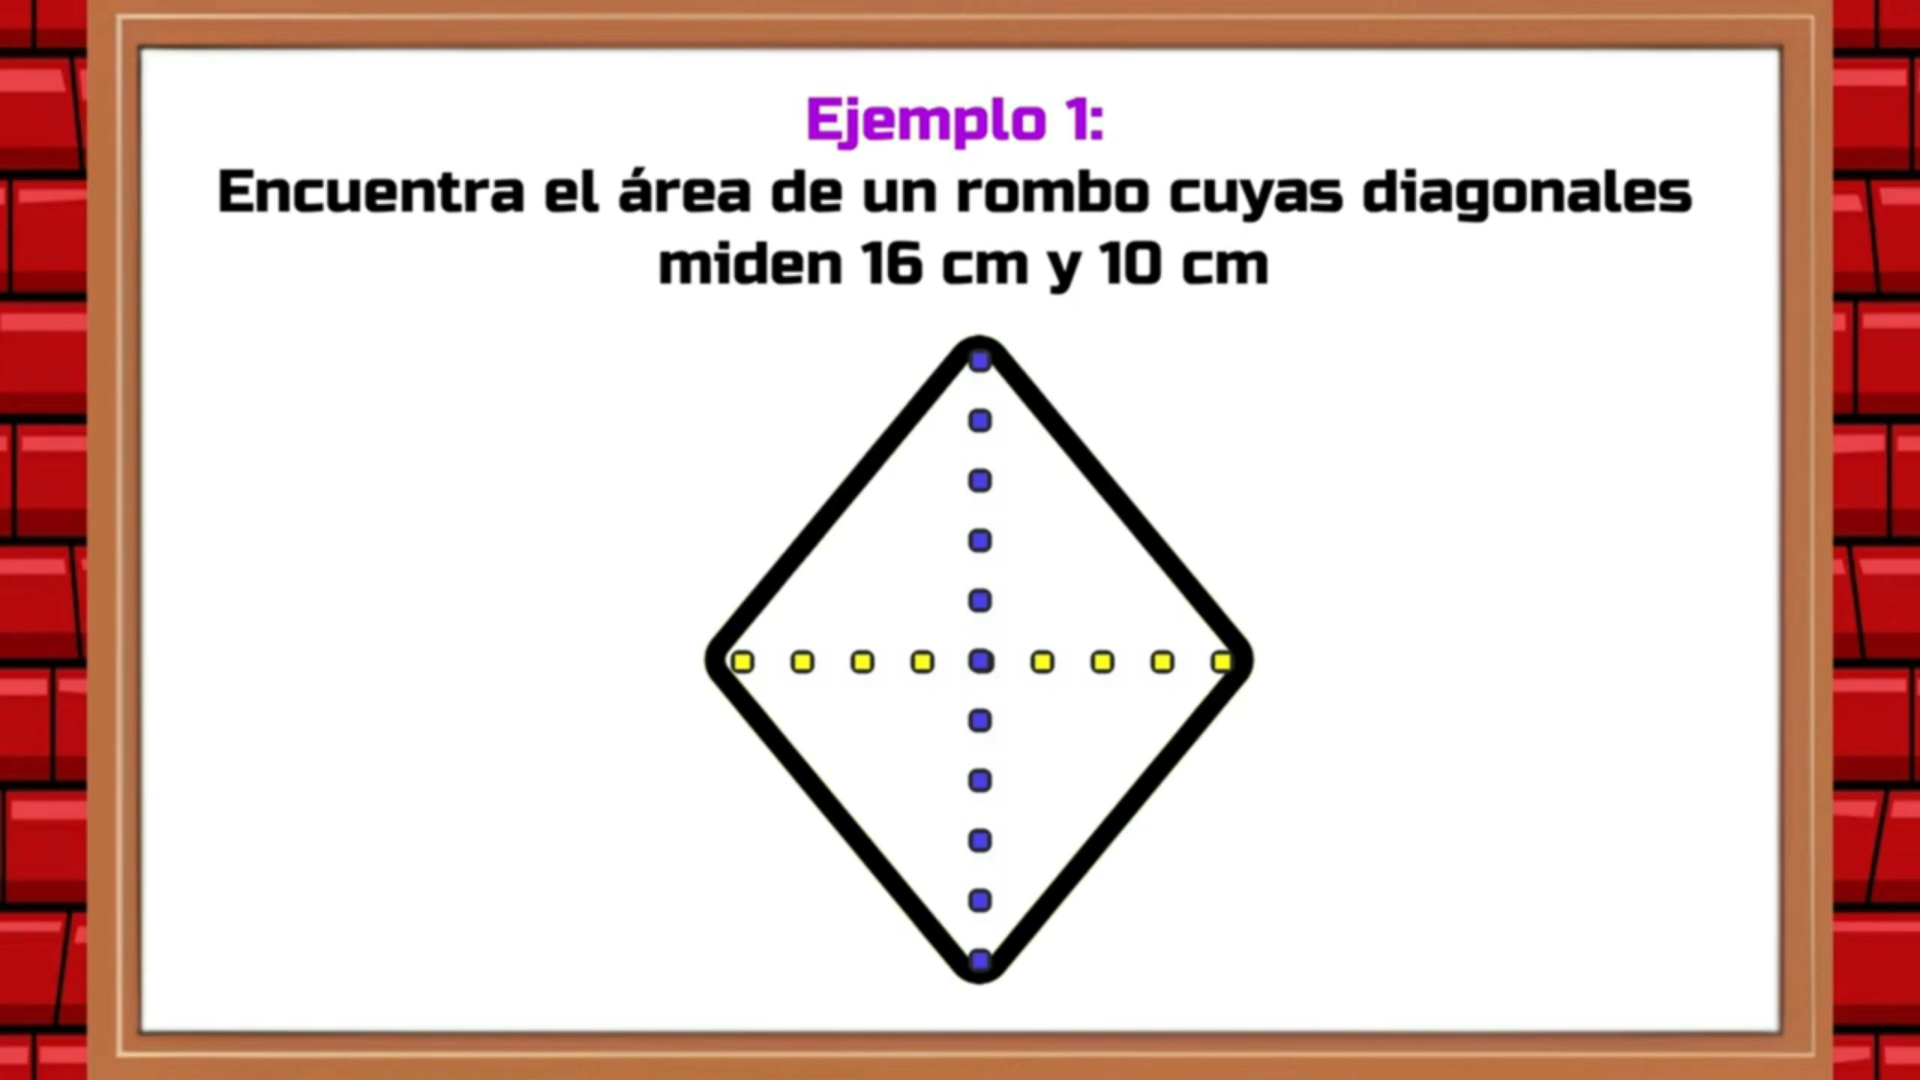 Ejemplo 1:
Encuentra el área de un rombo cuyas diagonales
miden 16 cm y 10 cm